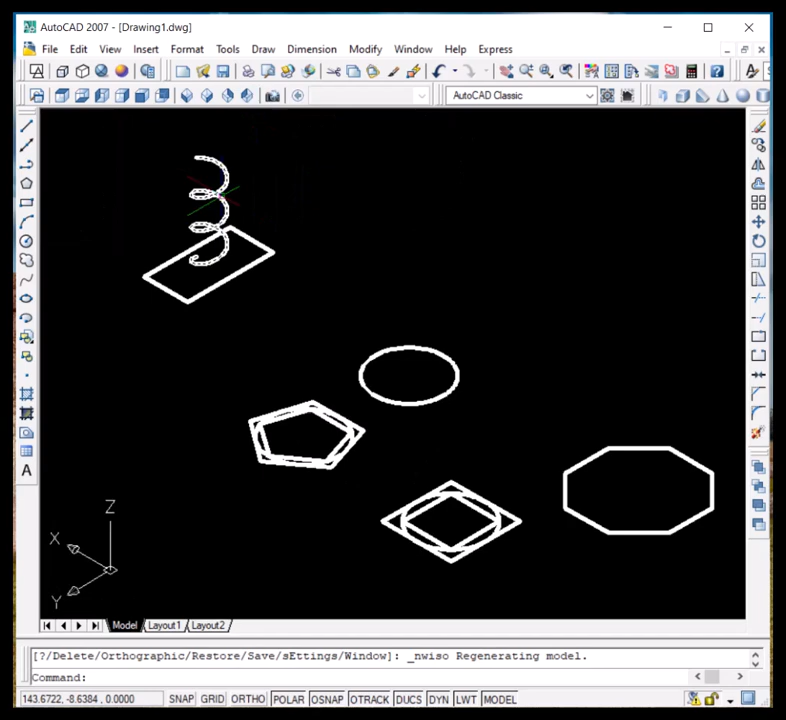 AutoCAD 2007 - [Drawing1.dwg]
File Edit View Insert Format Tools Draw Dimension Modify Window Help Express
AutoCAD Classic
A
Z
X
Y
Model Layout1 Layout2
[?/Delete/Orthographic/Restore/Save/sEttings/Window]: _nwiso Regenerating model.
Command:
143.6722, -8.6384, 0.0000 SNAP GRID ORTHO POLAR OSNAP OTRACK DUCS DYN LWT MODEL